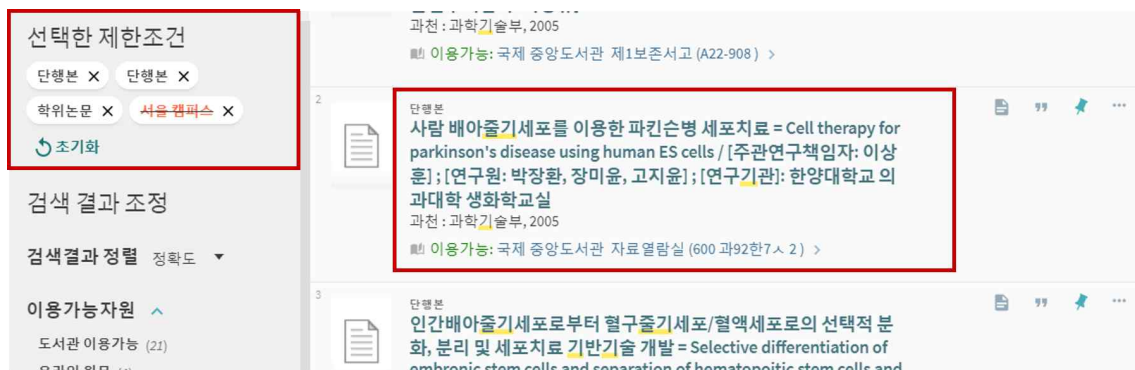 선택한 제한조건
단행본 ✕ 단행본 ✕
학위논문 ✕ 서울 캠퍼스 ✕
초기화
검색 결과 조정
검색결과 정렬 정확도 ▼
이용가능자원
도서관 이용가능 (21)
과천 : 과학기술부, 2005
이용가능: 국제 중앙도서관 제1보존서고 (A22-908 ) >
2
단행본
사람 배아줄기세포를 이용한 파킨슨병 세포치료 = Cell therapy for
parkinson's disease using human ES cells / [주관연구책임자: 이상
훈] ; [연구원: 박장환, 장미윤, 고지윤] ; [연구기관]: 한양대학교 의
과대학 생화학교실
과천 : 과학기술부, 2005
이용가능: 국제 중앙도서관 자료열람실 (600 과92한7ㅅ 2 ) >
3
단행본
인간배아줄기세포로부터 혈구줄기세포/혈액세포로의 선택적 분
화, 분리 및 세포치료 기반기술 개발 = Selective differentiation of
embronic stem cells and separation of hematopoitic stem cells and